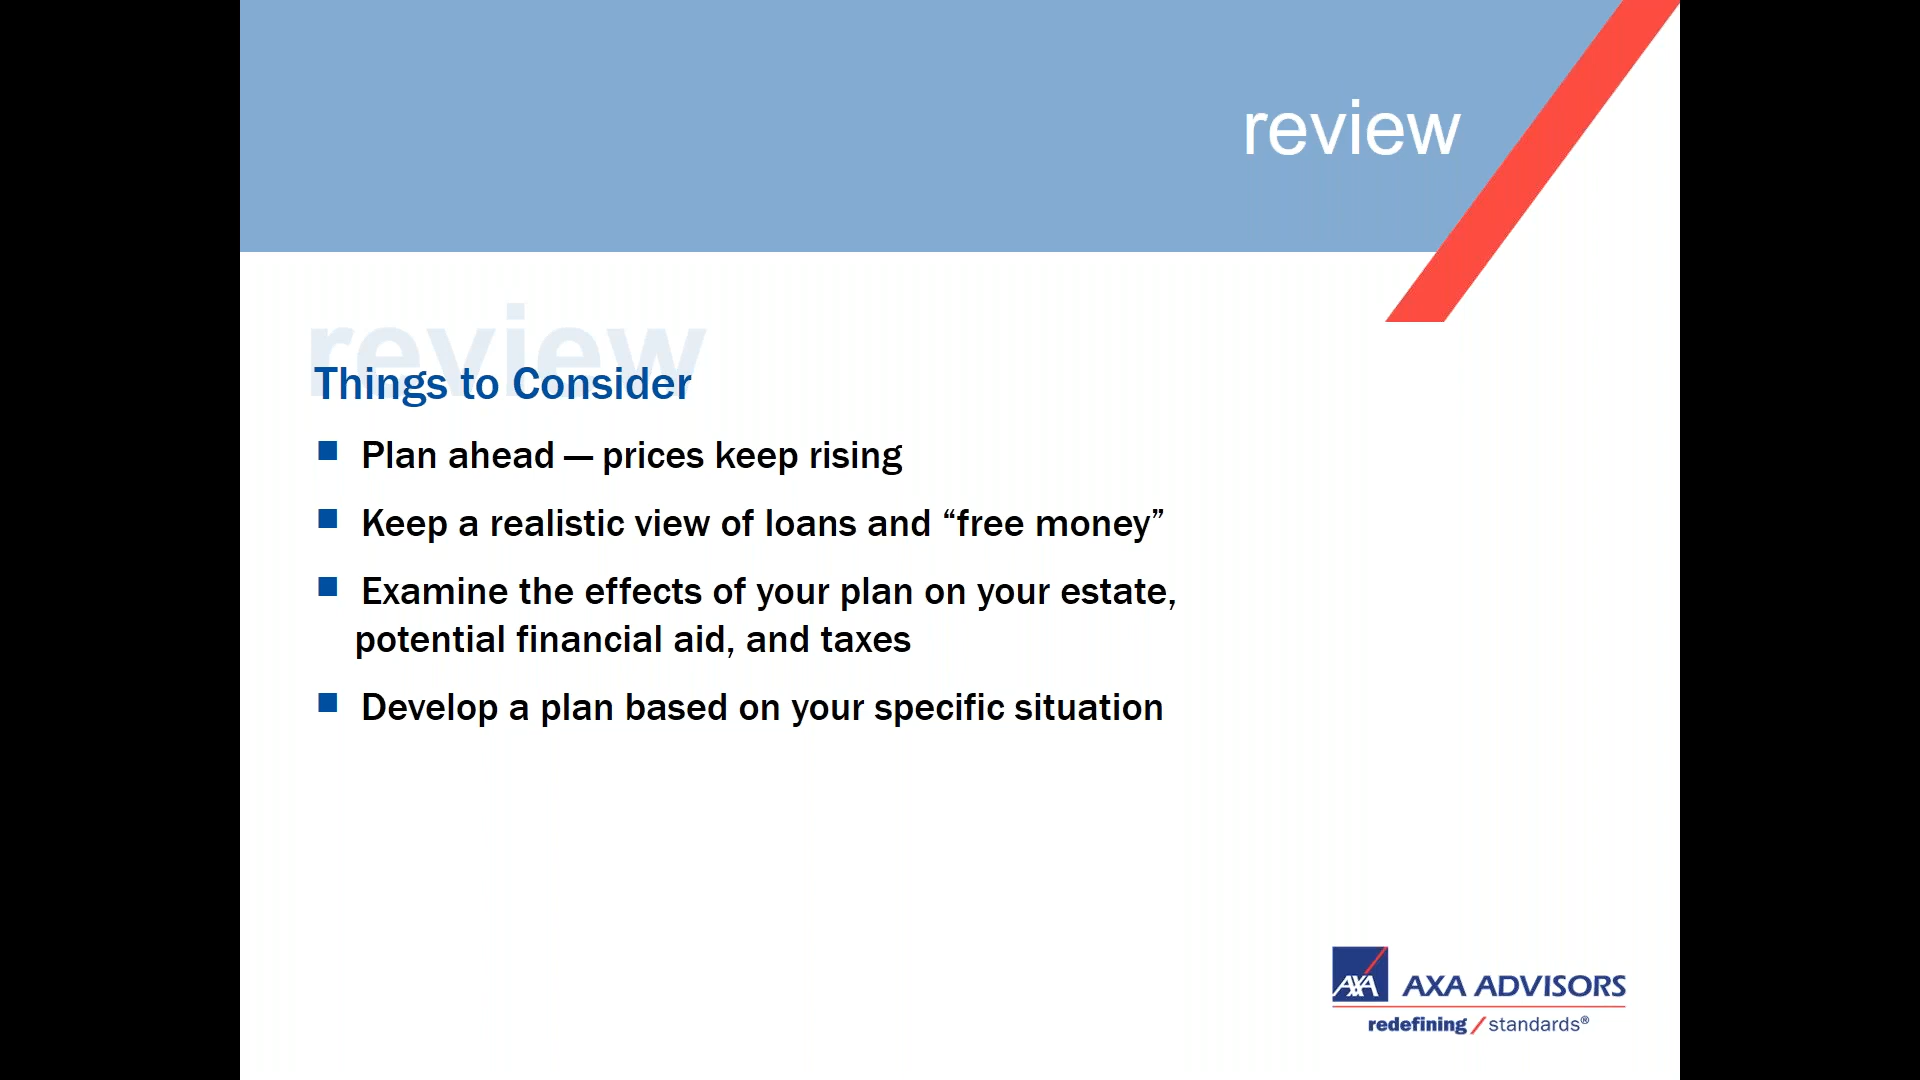 review
review
Things to Consider
■ Plan ahead — prices keep rising
■ Keep a realistic view of loans and “free money”
■ Examine the effects of your plan on your estate,
potential financial aid, and taxes
■ Develop a plan based on your specific situation
AXA AXA ADVISORS
redefining / standards®